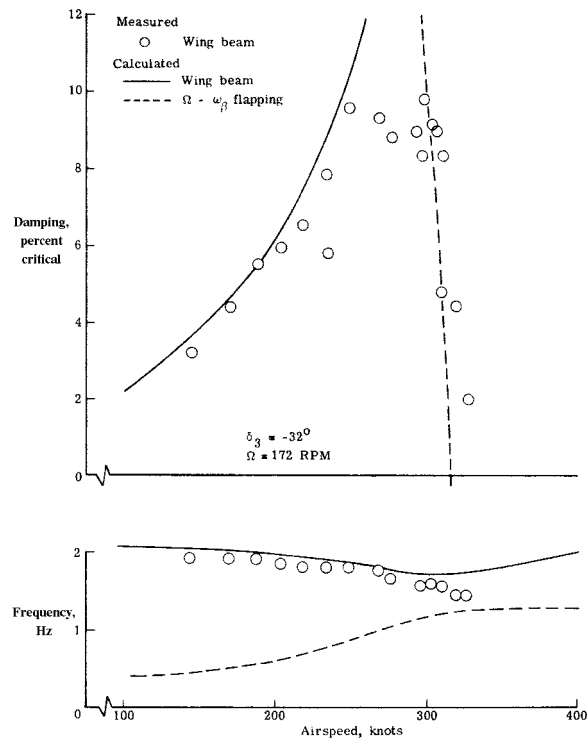 Measured
Wing beam
Calculated
Wing beam
Ω - ωβ flapping
12
10
8
6
4
2
0
Damping,
percent
critical
δ3 = -32°
Ω = 172 RPM
2
1
0
Frequency,
Hz
100
200
300
400
Airspeed, knots